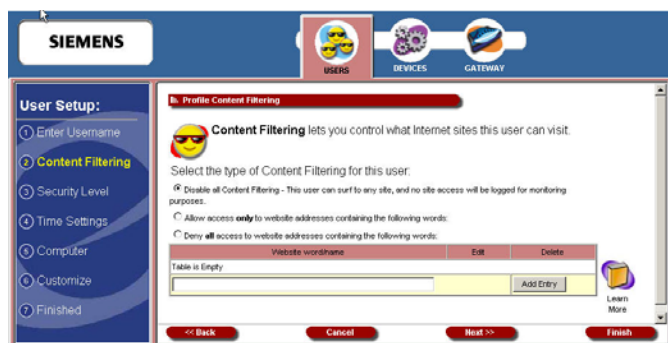 SIEMENS
USERS
DEVICES
GATEWAY
User Setup:
1 Enter Username
2 Content Filtering
3 Security Level
4 Time Settings
5 Computer
6 Customize
7 Finished
Profile Content Filtering
Content Filtering lets you control what Internet sites this user can visit.
Select the type of Content Filtering for this user:
Disable all Content Filtering - This user can surf to any site, and no site access will be logged for monitoring
purposes.
Allow access only to website addresses containing the following words:
Deny all access to website addresses containing the following words:
Website word/name Edit Delete
Table is Empty
Add Entry
Learn
More
<< Back Cancel Next >> Finish